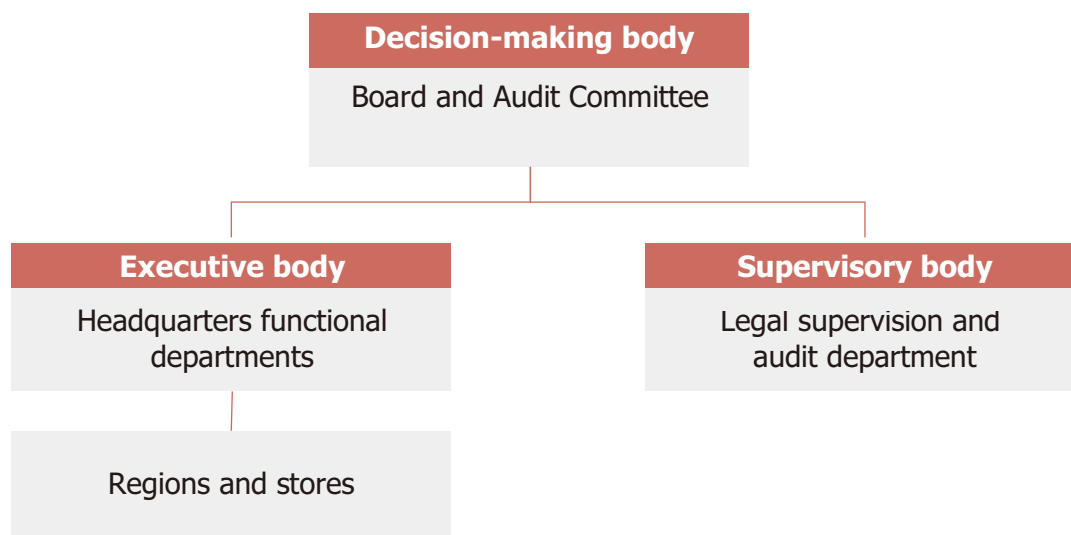 Decision-making body
Board and Audit Committee
Executive body
Headquarters functional
departments
Regions and stores
Supervisory body
Legal supervision and
audit department